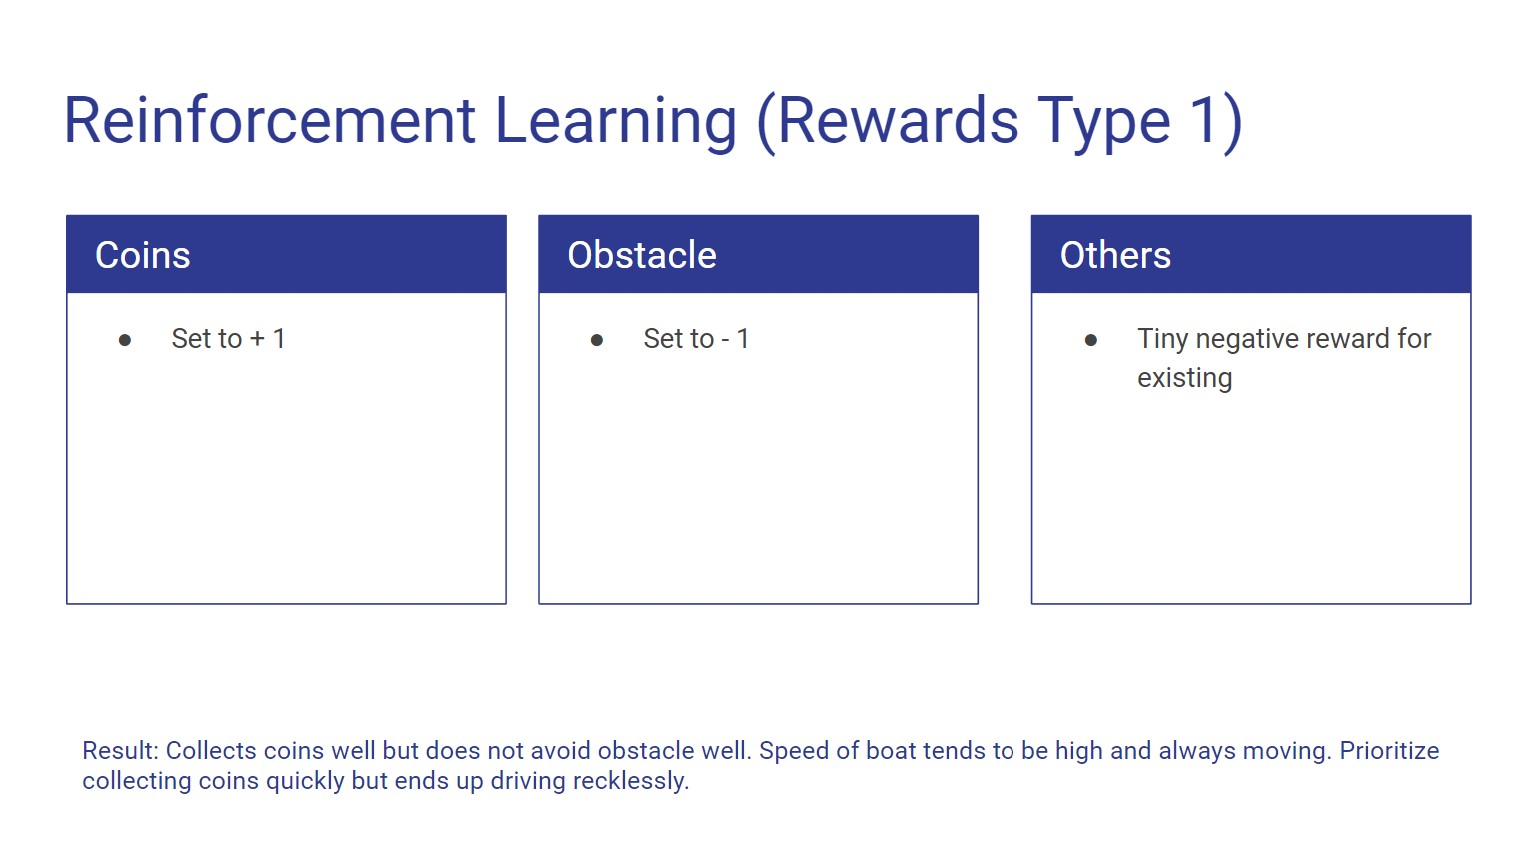 Reinforcement Learning (Rewards Type 1)
Coins
● Set to + 1
Obstacle
● Set to - 1
Others
● Tiny negative reward for
existing
Result: Collects coins well but does not avoid obstacle well. Speed of boat tends to be high and always moving. Prioritize
collecting coins quickly but ends up driving recklessly.